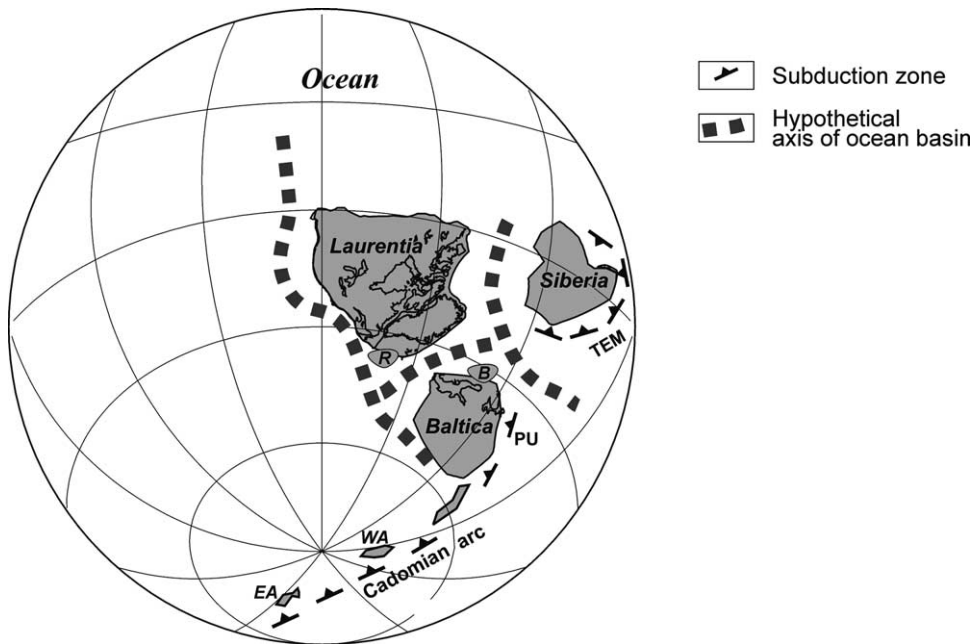 Ocean
Subduction zone
Hypothetical
axis of ocean basin
Laurentia
Siberia
TEM
R
B
Baltica
PU
WA
Cadomian arc
EA